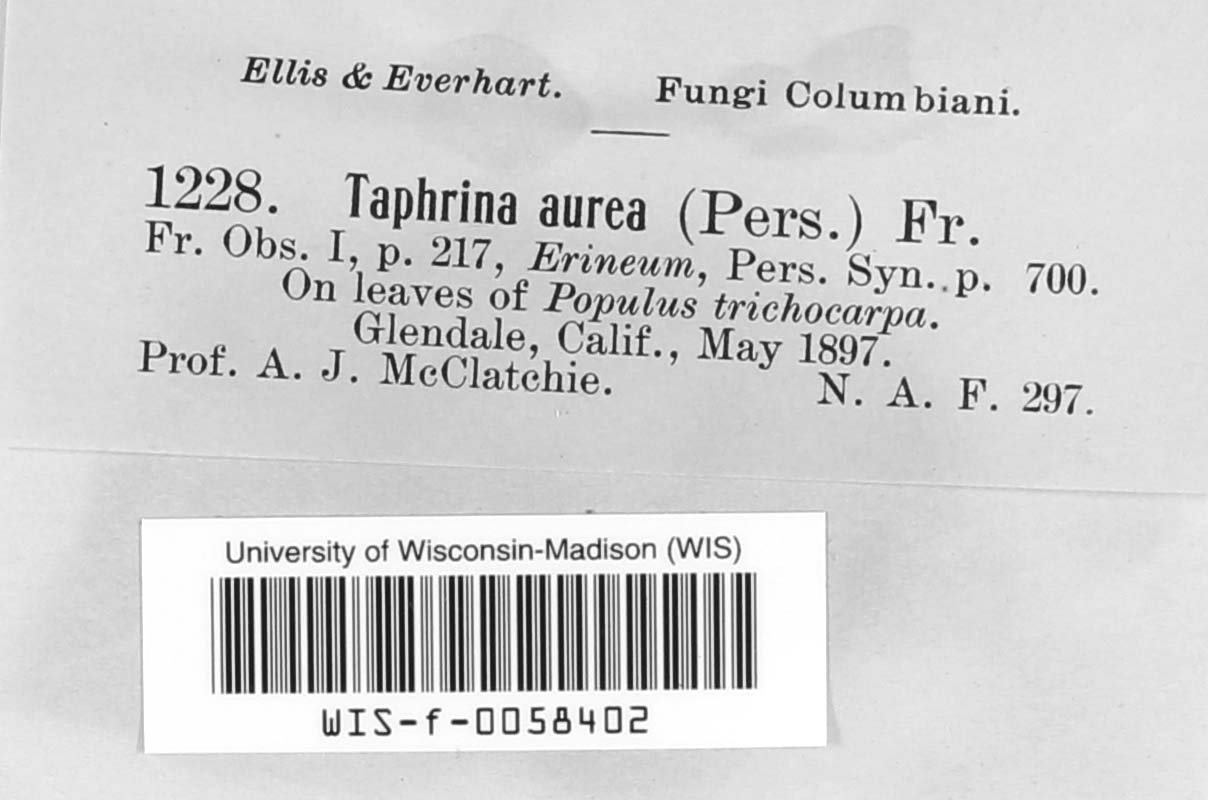 Ellis & Everhart. Fungi Columbiani.
1228. Taphrina aurea (Pers.) Fr.
Fr. Obs. I, p. 217, Erineum, Pers. Syn. p. 700.
On leaves of Populus trichocarpa.
Glendale, Calif., May 1897.
Prof. A. J. McClatchie. N. A. F. 297.
University of Wisconsin-Madison (WIS)
WIS-f-0058402